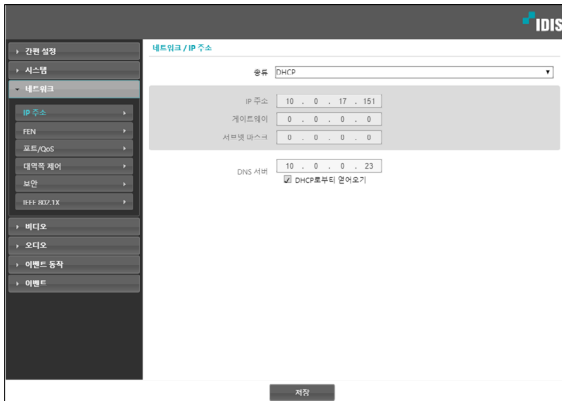 IDIS
간편 설정
시스템
네트워크
IP 주소
FEN
포트/QoS
대역폭 제어
보안
IEEE 802.1X
비디오
오디오
이벤트 동작
이벤트
네트워크 / IP 주소
종류 DHCP
IP 주소 10 . 0 . 17 . 151
게이트웨이 0 . 0 . 0 . 0
서브넷 마스크 0 . 0 . 0 . 0
DNS 서버 10 . 0 . 0 . 23
DHCP로부터 얻어오기
저장